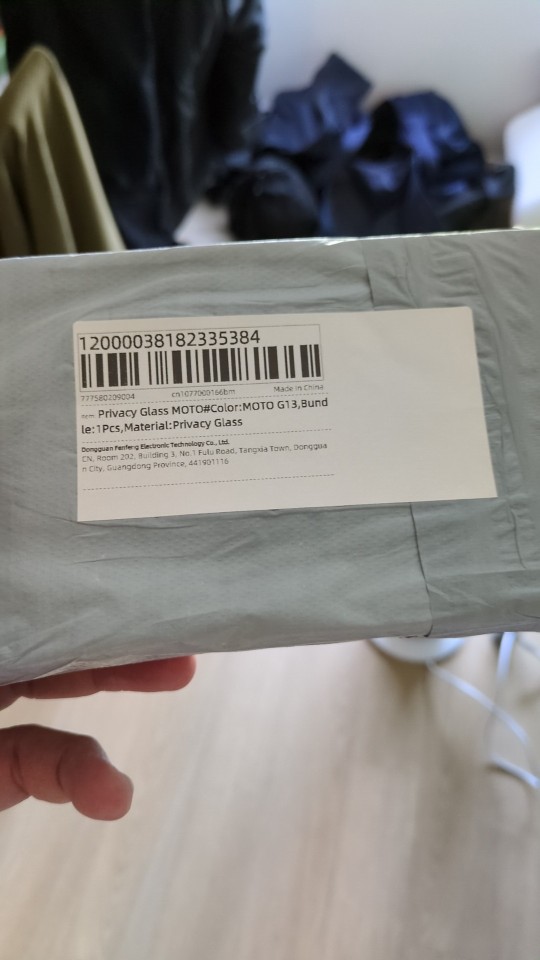 12000038182335384
777580209004 cn1077060166bm Made in China
Item: Privacy Glass MOTO#Color:MOTO G13,Bund
le:1Pcs,Material:Privacy Glass
Dongguan Fenfeng Electronic Technology Co., Ltd.
CN, Room 202, Building 3, No.1 Fulu Road, Tangxia Town, Donggua
n City, Guangdong Province, 441901116